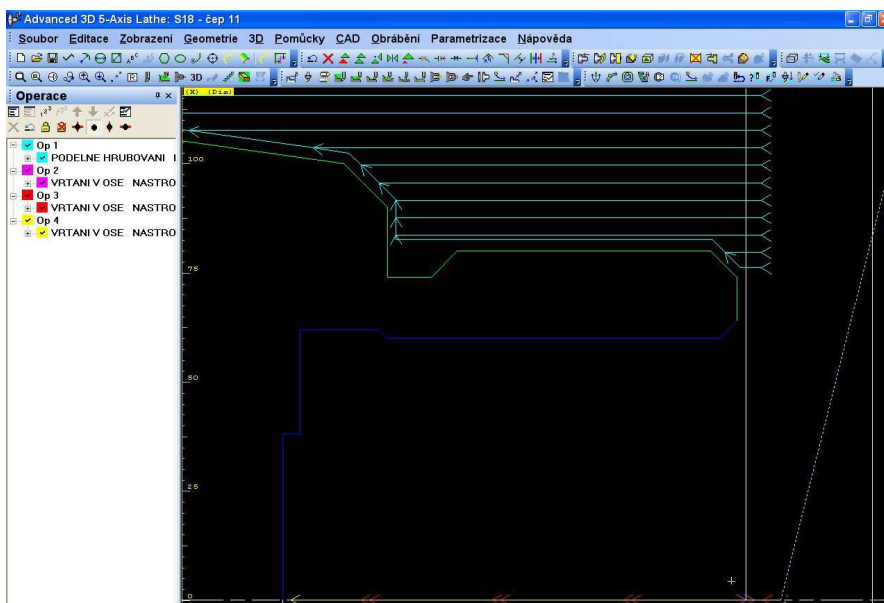 Advanced 3D 5-Axis Lathe: S18 - čep 11
Soubor Editace Zobrazení Geometrie 3D Pomůcky CAD Obrábění Parametrizace Nápověda
3D
Operace
(X) (Dia)
Op 1
PODELNE HRUBOVANI I
Op 2
VRTANI V OSE NASTRO
Op 3
VRTANI V OSE NASTRO
Op 4
VRTANI V OSE NASTRO
100
75
50
25
0